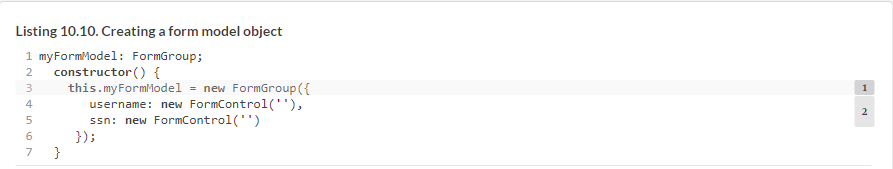 Listing 10.10. Creating a form model object
1 myFormModel: FormGroup;
2   constructor() {
3     this.myFormModel = new FormGroup({ 1
4        username: new FormControl(''), 2
5        ssn: new FormControl('')
6      });
7   }